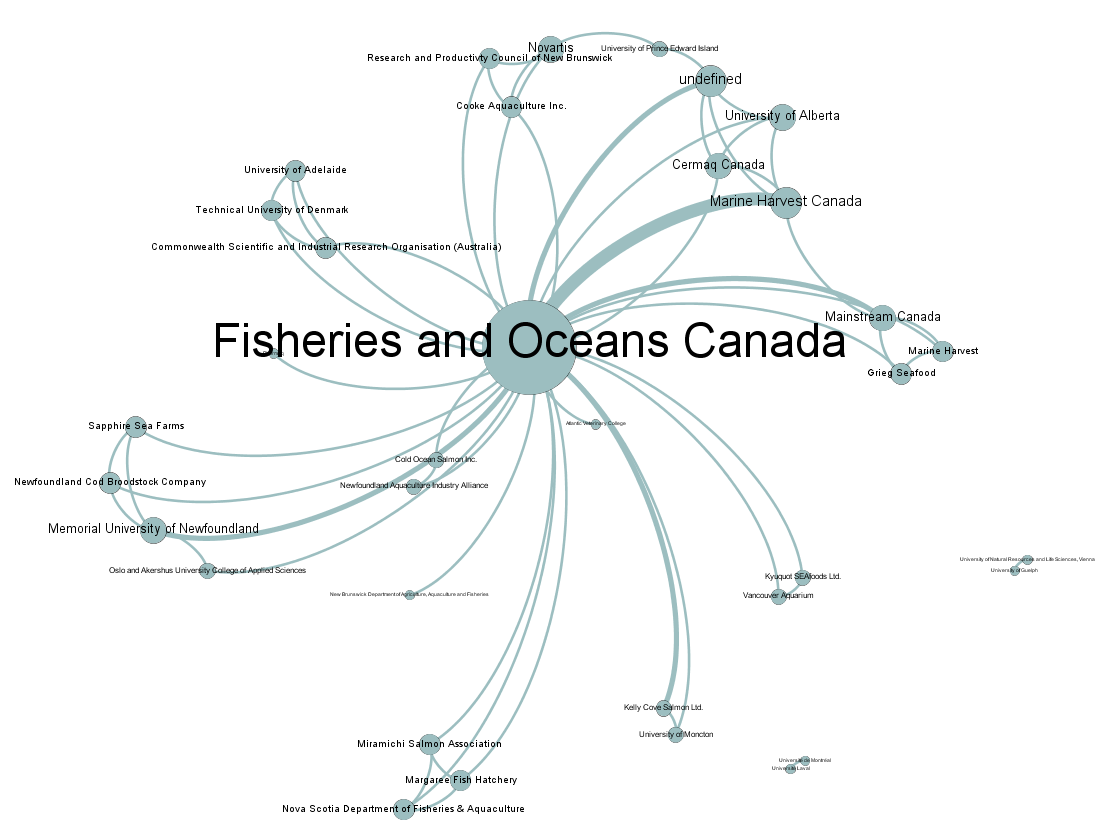 Novartis
University of Prince Edward Island
Research and Productivty Council of New Brunswick
undefined
Cooke Aquaculture Inc.
University of Alberta
Cermaq Canada
University of Adelaide
Marine Harvest Canada
Technical University of Denmark
Commonwealth Scientific and Industrial Research Organisation (Australia)
Mainstream Canada
Fisheries and Oceans Canada
Marine Harvest
Grieg Seafood
Atlantic Veterinary College
Sapphire Sea Farms
Cold Ocean Salmon Inc.
Newfoundland Cod Broodstock Company
Newfoundland Aquaculture Industry Alliance
Memorial University of Newfoundland
University of Natural Resources and Life Sciences, Vienna
Oslo and Akershus University College of Applied Sciences
University of Guelph
Kyuquot SEAfoods Ltd.
New Brunswick Department of Agriculture, Aquaculture and Fisheries
Vancouver Aquarium
Kelly Cove Salmon Ltd.
University of Moncton
Miramichi Salmon Association
Université de Montréal
Université Laval
Margaree Fish Hatchery
Nova Scotia Department of Fisheries & Aquaculture